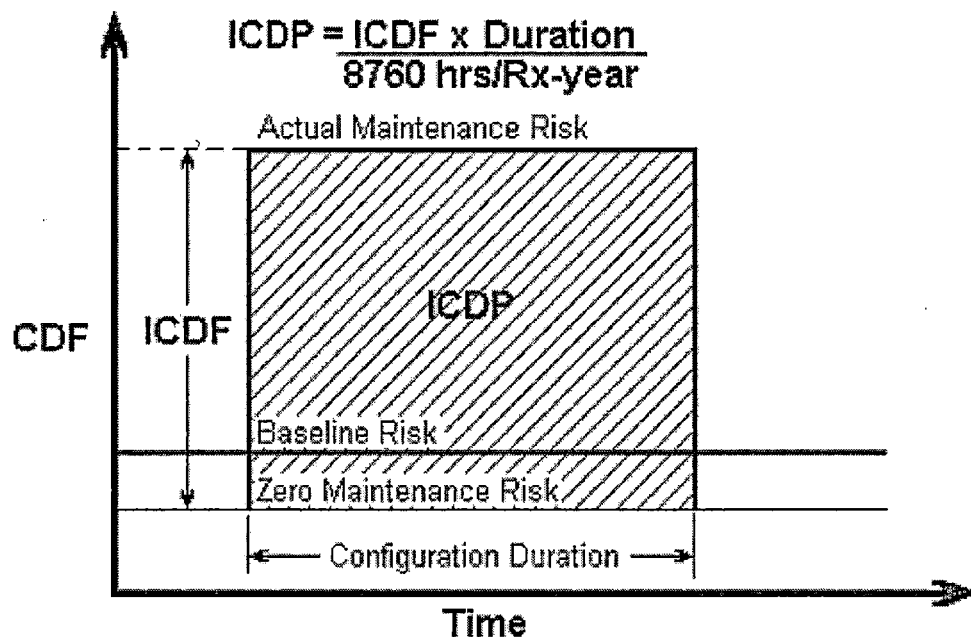 ICDP = ICDF x Duration
8760 hrs/Rx-year
Actual Maintenance Risk
CDF
ICDF
ICDP
Baseline Risk
Zero Maintenance Risk
Configuration Duration
Time